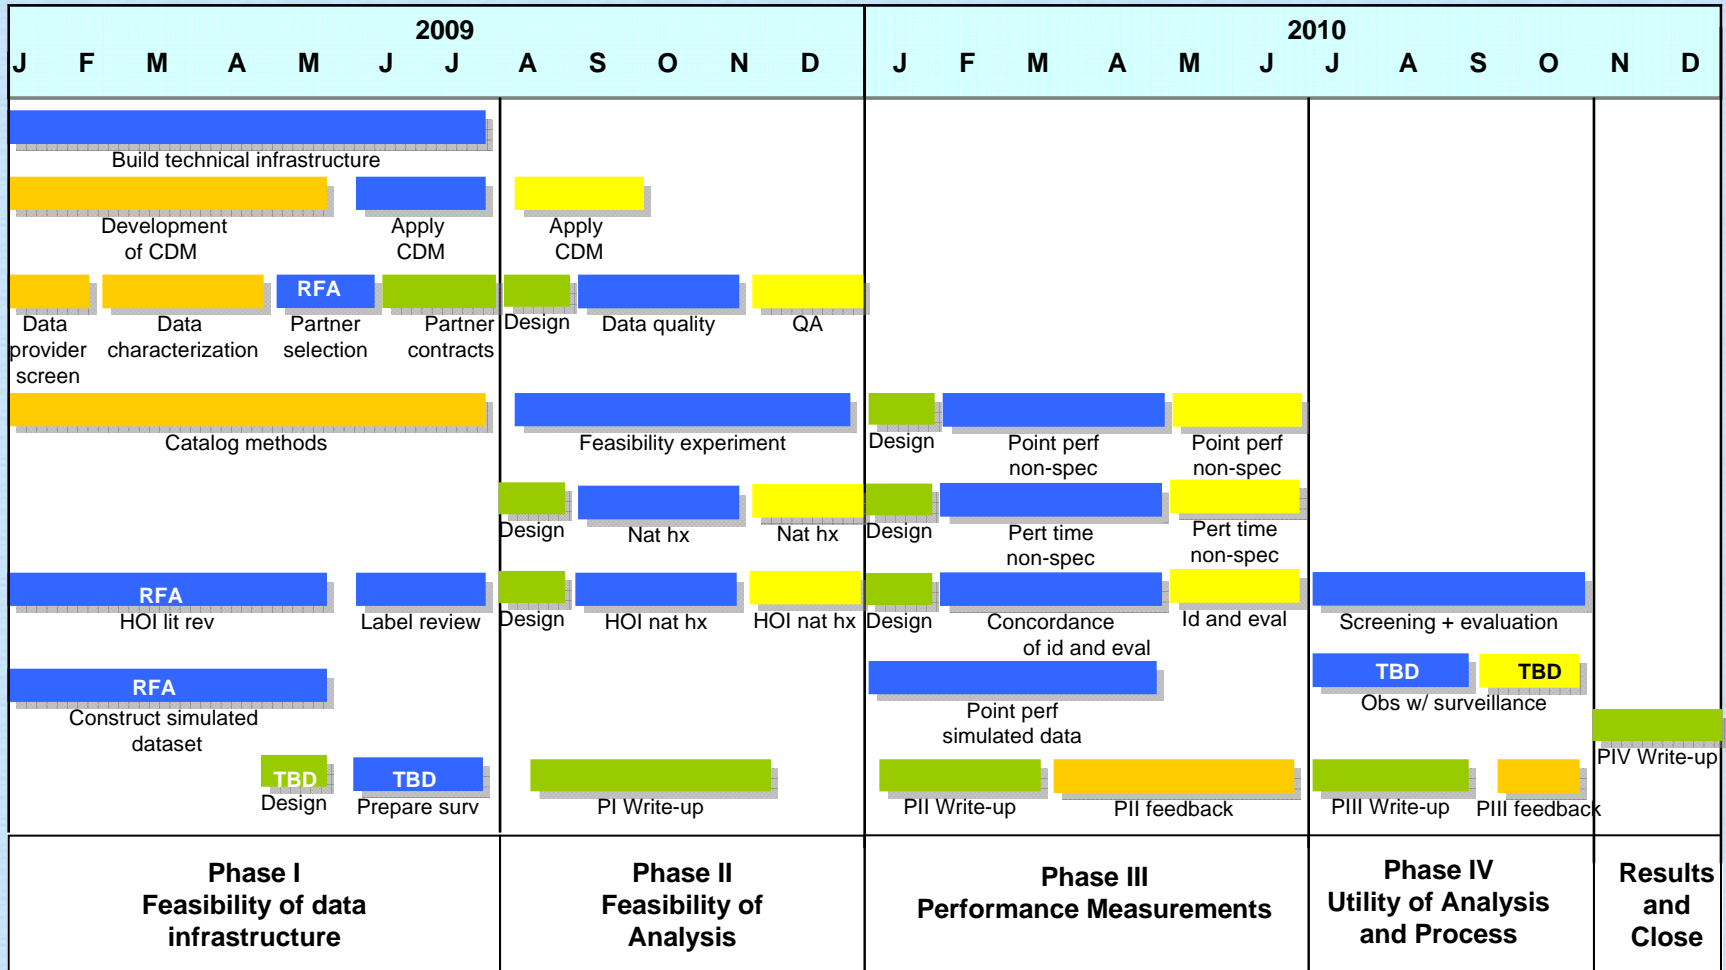 2009
2010
J F M A M J J A S O N D J F M A M J J A S O N D
Build technical infrastructure
Development
of CDM
Apply
CDM
Apply
CDM
RFA
Data
provider
screen
Data
characterization
Partner
selection
Partner
contracts
Design
Data quality
QA
Catalog methods
Feasibility experiment
Design
Point perf
non-spec
Point perf
non-spec
Design
Nat hx
Nat hx
Design
Pert time
non-spec
Pert time
non-spec
RFA
HOI lit rev
Label review
Design
HOI nat hx
HOI nat hx
Design
Concordance
of id and eval
Id and eval
Screening + evaluation
RFA
Construct simulated
dataset
Point perf
simulated data
TBD
TBD
Obs w/ surveillance
PIV Write-up
TBD
Design
TBD
Prepare surv
PI Write-up
PII Write-up
PII feedback
PIII Write-up
PIII feedback
Phase I
Feasibility of data
infrastructure
Phase II
Feasibility of
Analysis
Phase III
Performance Measurements
Phase IV
Utility of Analysis
and Process
Results
and
Close